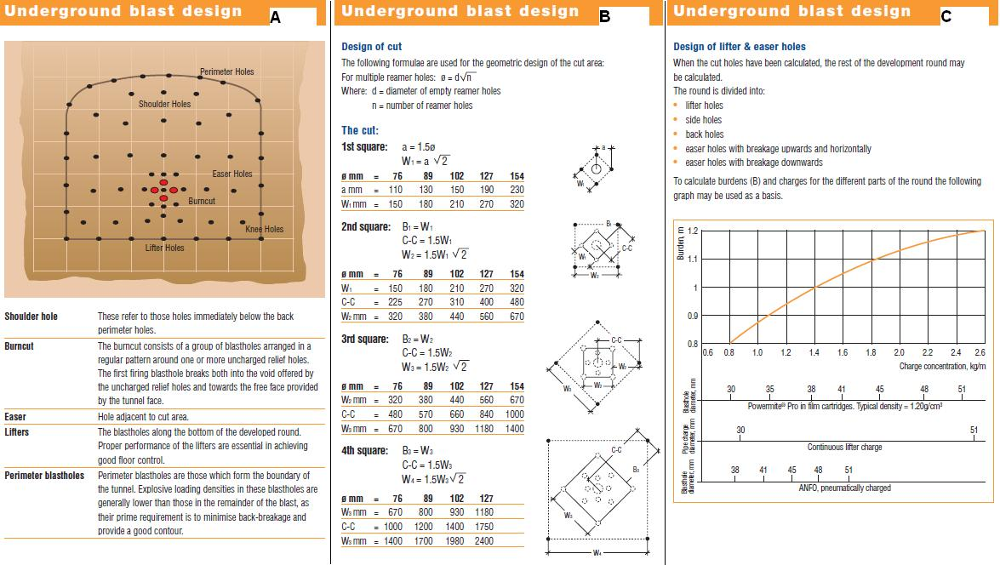 Underground blast design
A
Perimeter Holes
Shoulder Holes
Easer Holes
Burncut
Knee Holes
Lifter Holes
Shoulder hole These refer to those holes immediately below the back
perimeter holes.
Burncut The burncut consists of a group of blastholes arranged in a
regular pattern around one or more uncharged relief holes.
The first firing blasthole breaks both into the void offered by
the uncharged relief holes and towards the free face provided
by the tunnel face.
Easer Hole adjacent to cut area.
Lifters The blastholes along the bottom of the developed round.
Proper performance of the lifters are essential in achieving
good floor control.
Perimeter blastholes Perimeter blastholes are those which form the boundary of
the tunnel. Explosive loading densities in these blastholes are
generally lower than those in the remainder of the blast, as
their prime requirement is to minimise back-breakage and
provide a good contour.
Underground blast design
B
Design of cut
The following formulae are used for the geometric design of the cut area:
For multiple reamer holes: ø = d√n
Where: d = diameter of empty reamer holes
n = number of reamer holes
The cut:
1st square: a = 1.5ø
W1 = a √2
ø mm = 76 89 102 127 154
a mm = 110 130 150 190 230
W1 mm = 150 180 210 270 320
a
W1
2nd square: B1 = W1
C-C = 1.5W1
W2 = 1.5W1 √2
ø mm = 76 89 102 127 154
W1 = 150 180 210 270 320
C-C = 225 270 310 400 480
W2 mm = 320 380 440 560 670
B1
C-C
W1
W2
3rd square: B2 = W2
C-C = 1.5W2
W3 = 1.5W2 √2
ø mm = 76 89 102 127 154
W2 mm = 320 380 440 560 670
C-C = 480 570 660 840 1000
W3 mm = 670 800 930 1180 1400
C-C
W2
W2
W3
4th square: B3 = W3
C-C = 1.5W3
W4 = 1.5W3√2
ø mm = 76 89 102 127
W3 mm = 670 800 930 1180
C-C = 1000 1200 1400 1750
W3 mm = 1400 1700 1980 2400
C-C
B3
W3
W4
Underground blast design
C
Design of lifter & easer holes
When the cut holes have been calculated, the rest of the development round may
be calculated.
The round is divided into:
• lifter holes
• side holes
• back holes
• easer holes with breakage upwards and horizontally
• easer holes with breakage downwards
To calculate burdens (B) and charges for the different parts of the round the following
graph may be used as a basis.
Burden, m
1.2
1.1
1
0.9
0.8
0.6 0.8 1.0 1.2 1.4 1.6 1.8 2.0 2.2 2.4 2.6
Charge concentration, kg/m
Blasthole
diameter, mm
30 35 38 41 45 48 51
Powermite® Pro in film cartridges. Typical density = 1.20g/cm³
Pipe charge
diameter, mm
30 51
Continuous lifter charge
Blasthole
diameter, mm
38 41 45 48 51
ANFO, pneumatically charged